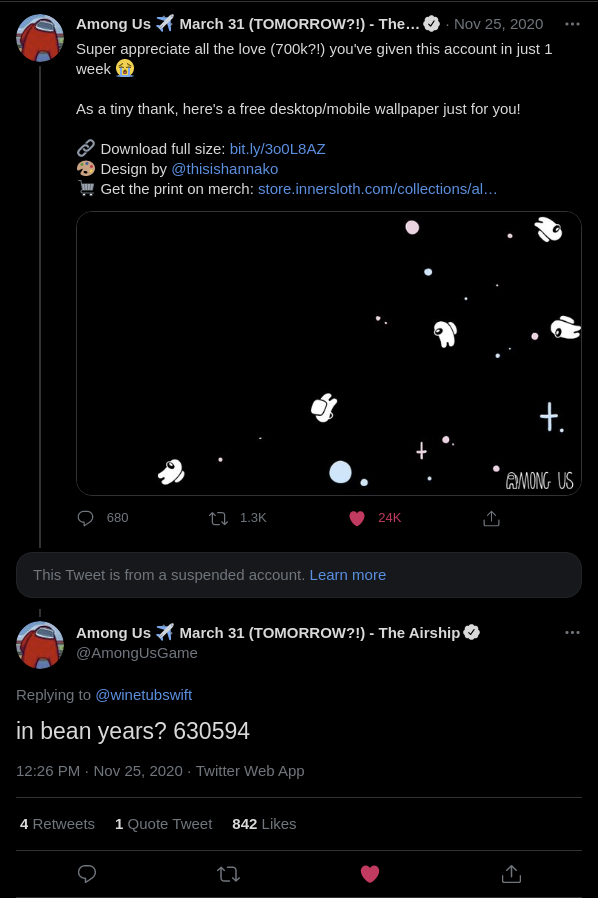 Among Us ✈️ March 31 (TOMORROW?!) - The… · Nov 25, 2020
Super appreciate all the love (700k?!) you've given this account in just 1
week 😭
As a tiny thank, here's a free desktop/mobile wallpaper just for you!
🔗 Download full size: bit.ly/3o0L8AZ
🎨 Design by @thisishannako
🛒 Get the print on merch: store.innersloth.com/collections/al…
AMONG US
680 1.3K 24K
This Tweet is from a suspended account. Learn more
Among Us ✈️ March 31 (TOMORROW?!) - The Airship
@AmongUsGame
Replying to @winetubswift
in bean years? 630594
12:26 PM · Nov 25, 2020 · Twitter Web App
4 Retweets 1 Quote Tweet 842 Likes